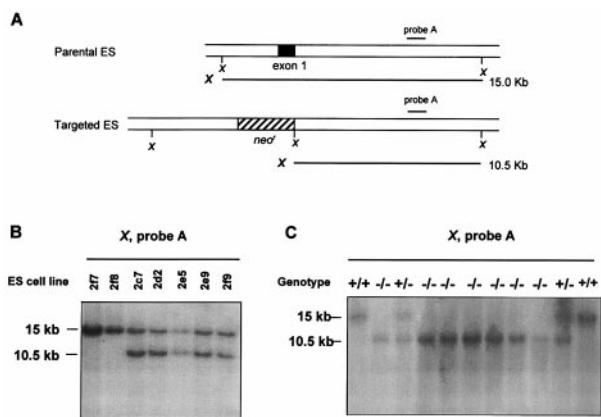 A
Parental ES
probe A
exon 1
X
X
X
15.0 Kb
Targeted ES
probe A
neoʳ
X
X
X
X
10.5 Kb
B
X, probe A
ES cell line
2f7 2f8 2c7 2d2 2e5 2e9 2f9
15 kb
10.5 kb
C
X, probe A
Genotype
+/+ -/- +/- -/- -/- -/- -/- -/- -/- +/- +/+
15 kb
10.5 kb